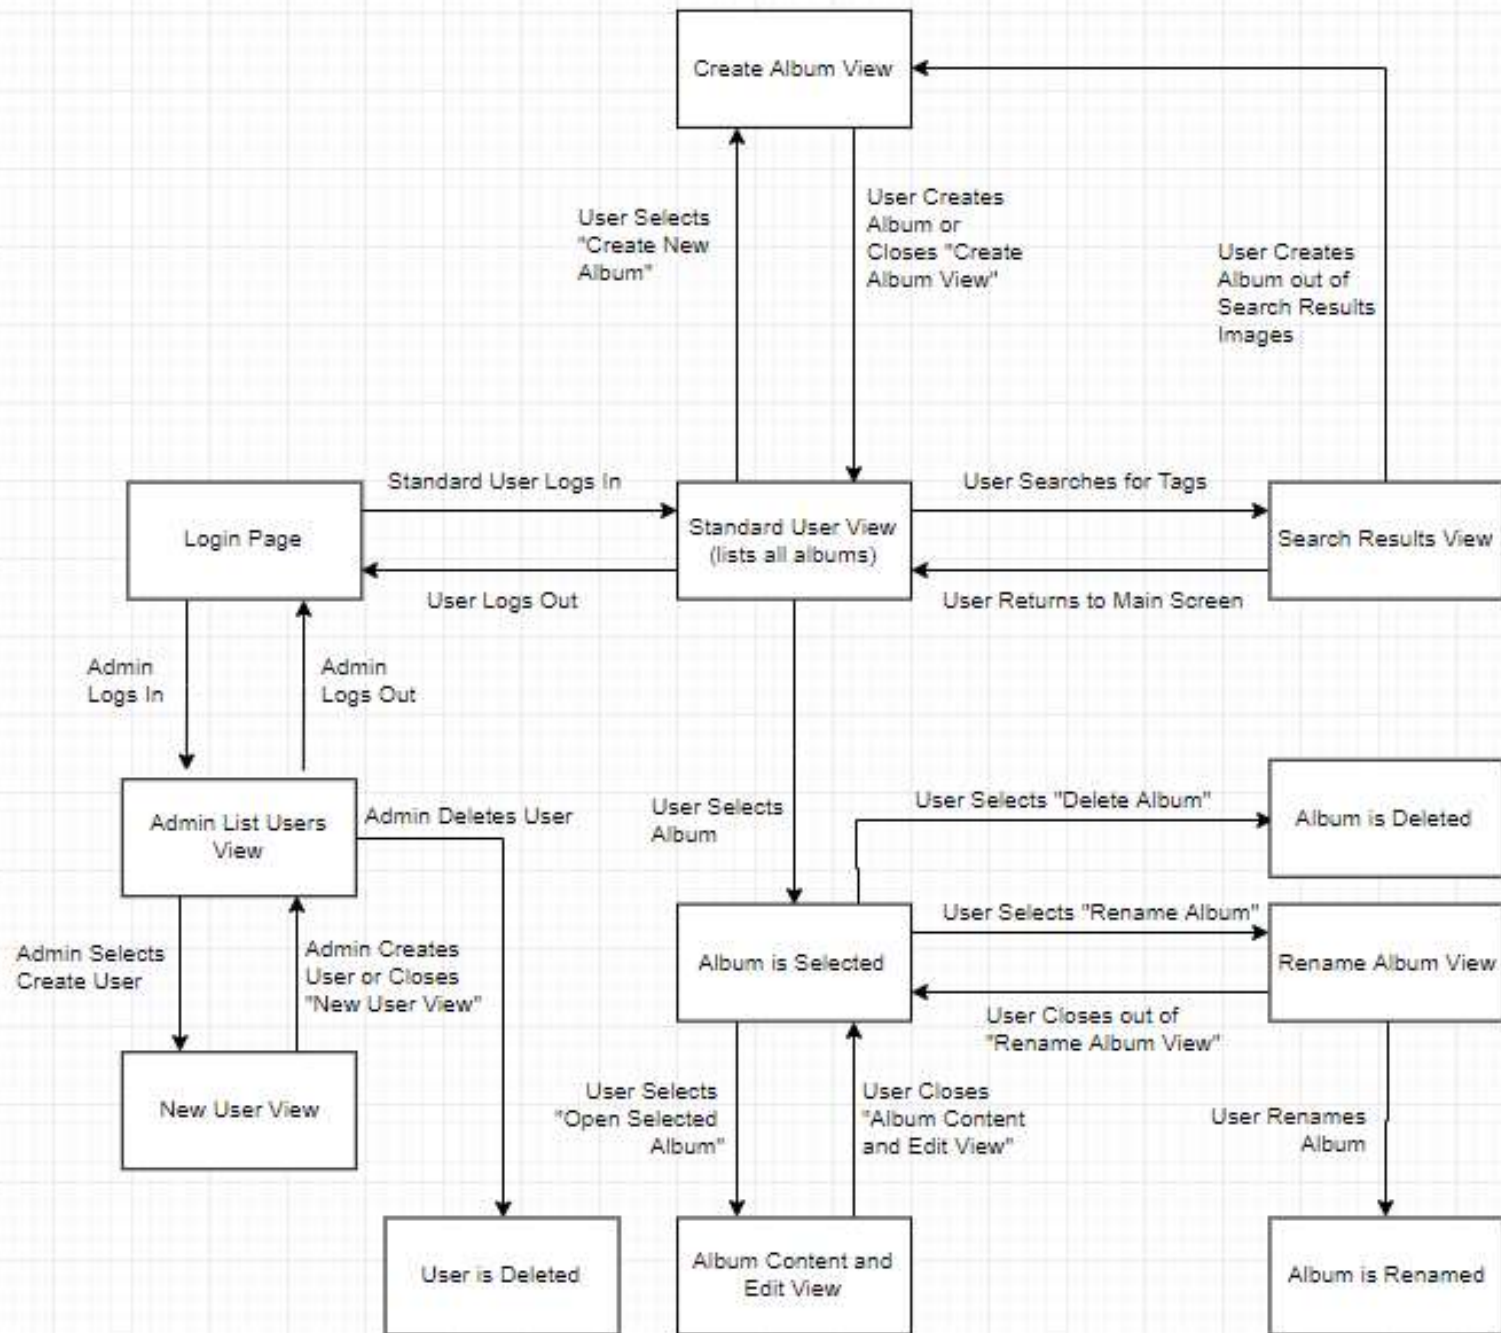 Create Album View
User Selects
"Create New
Album"
User Creates
Album or
Closes "Create
Album View"
User Creates
Album out of
Search Results
Images
Standard User Logs In
User Searches for Tags
Login Page
Standard User View
(lists all albums)
Search Results View
User Logs Out
User Returns to Main Screen
Admin
Logs In
Admin
Logs Out
Admin List Users
View
Admin Deletes User
User Selects
Album
User Selects "Delete Album"
Album is Deleted
User Selects "Rename Album"
Admin Selects
Create User
Admin Creates
User or Closes
"New User View"
Album is Selected
Rename Album View
User Closes out of
"Rename Album View"
New User View
User Selects
"Open Selected
Album"
User Closes
"Album Content
and Edit View"
User Renames
Album
User is Deleted
Album Content and
Edit View
Album is Renamed